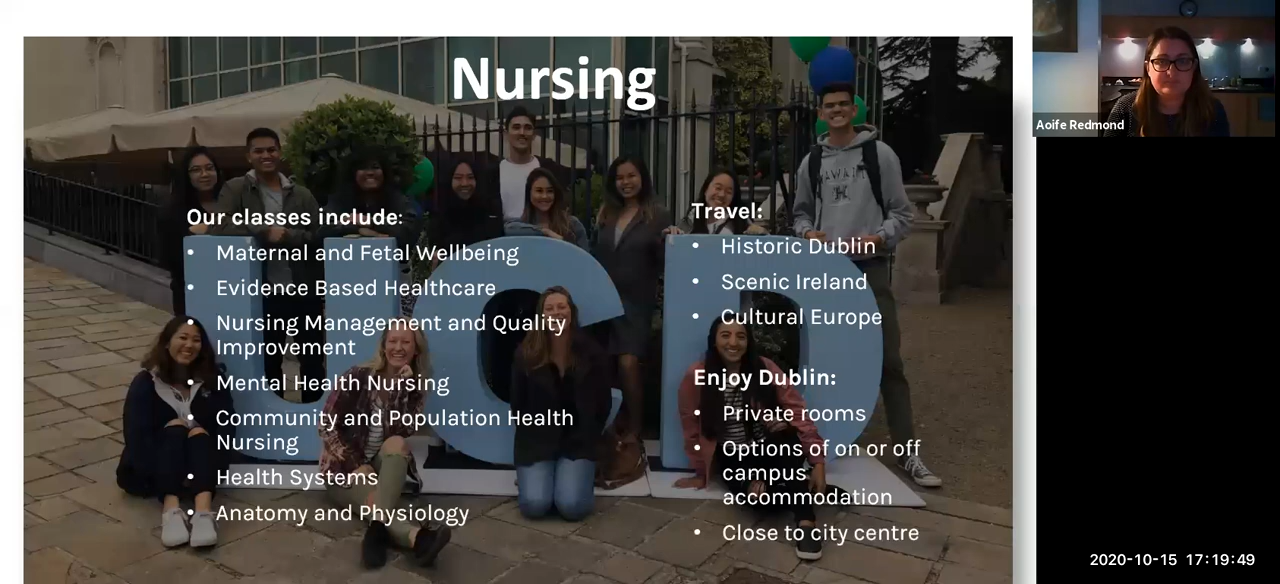 Nursing
Our classes include:
• Maternal and Fetal Wellbeing
• Evidence Based Healthcare
• Nursing Management and Quality
Improvement
• Mental Health Nursing
• Community and Population Health
Nursing
• Health Systems
• Anatomy and Physiology
Travel:
• Historic Dublin
• Scenic Ireland
• Cultural Europe
Enjoy Dublin:
• Private rooms
• Options of on or off
campus
accommodation
• Close to city centre
UCD
HAWAII
H
Aoife Redmond
2020-10-15 17:19:49